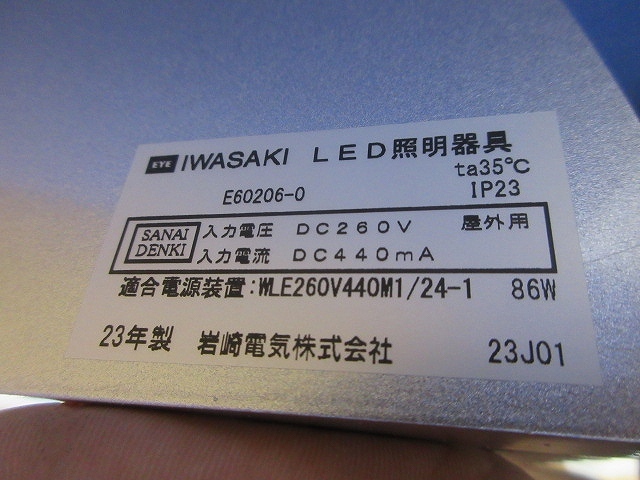 EYE IWASAKI LED照明器具
ta35℃
E60206-0 IP23
SANAI DENKI
入力電圧 DC260V 屋外用
入力電流 DC440mA
適合電源装置:WLE260V440M1/24-1 86W
23年製 岩崎電気株式会社 23J01